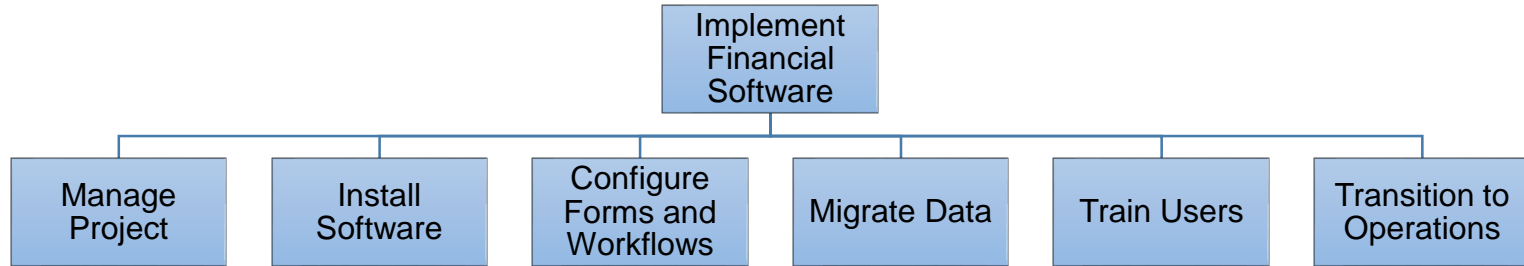 Implement
Financial
Software
Manage
Project
Install
Software
Configure
Forms and
Workflows
Migrate Data
Train Users
Transition to
Operations